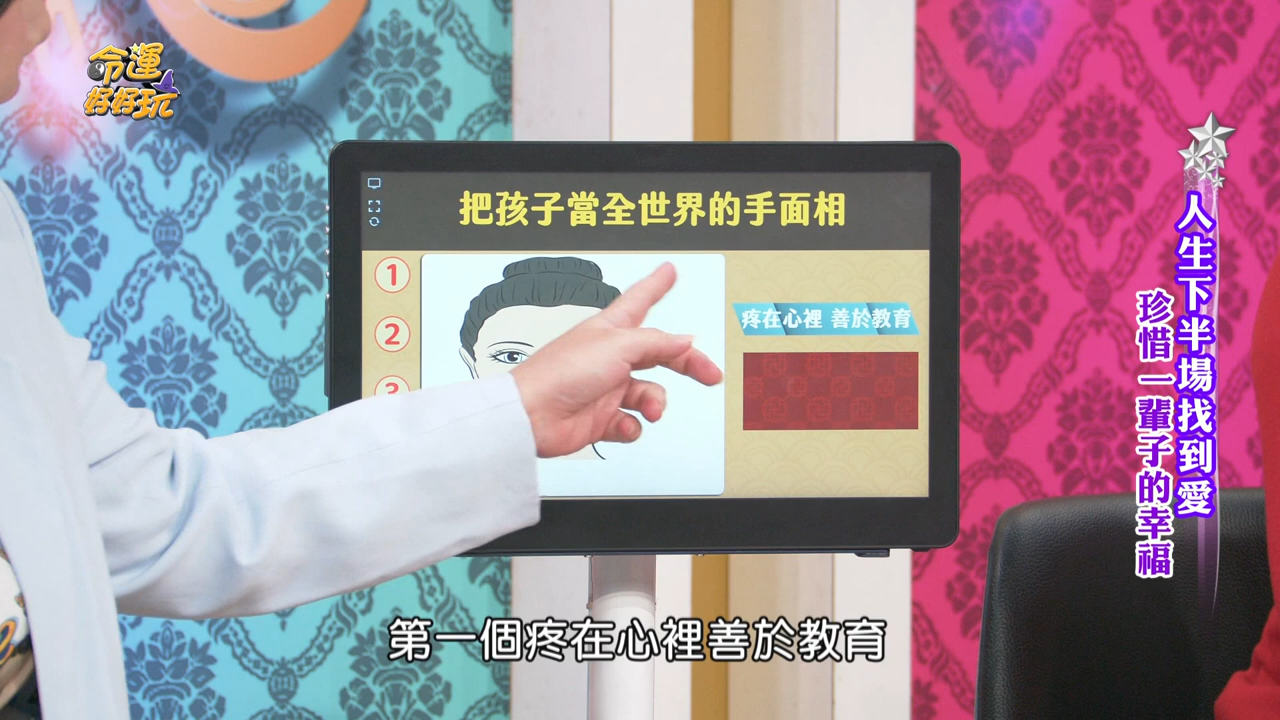 命運
好好玩
把孩子當全世界的手面相
1
2
3
疼在心裡 善於教育
人生下半場找到愛
珍惜一輩子的幸福
第一個疼在心裡善於教育